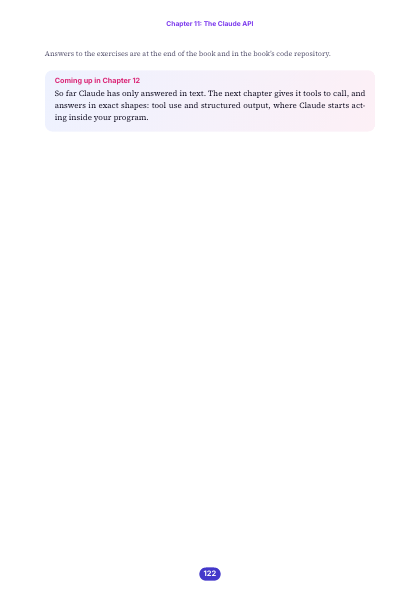 Chapter 11: The Claude API
Answers to the exercises are at the end of the book and in the book's code repository.
Coming up in Chapter 12
So far Claude has only answered in text. The next chapter gives it tools to call, and
answers in exact shapes: tool use and structured output, where Claude starts act-
ing inside your program.
122